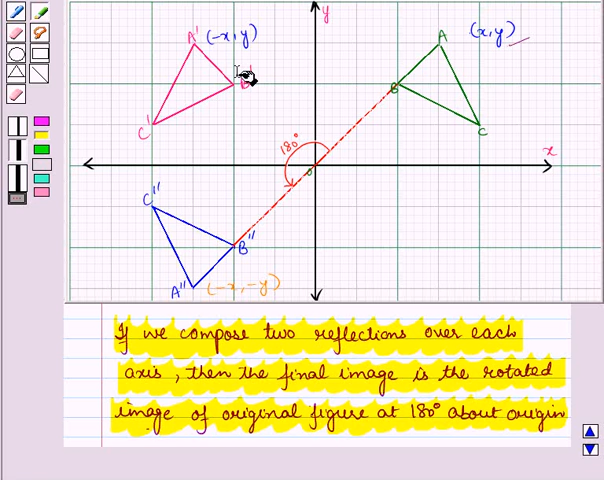 y
A' (-x, y)
A (x, y)
B'
B
C'
C
180°
x
o
C"
B"
A" (-x, -y)
If we compose two reflections over each
axis, then the final image is the rotated
image of original figure at 180° about origin